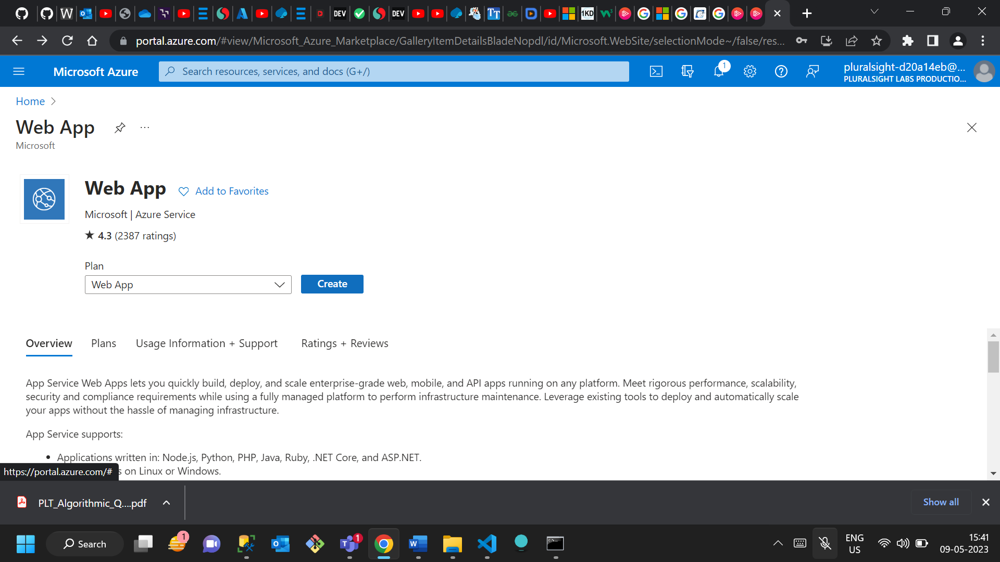 W
DEV
DEV
Tt
1KD
portal.azure.com/#view/Microsoft_Azure_Marketplace/GalleryItemDetailsBladeNopdl/id/Microsoft.WebSite/selectionMode~/false/res...
Microsoft Azure
Search resources, services, and docs (G+/)
1
pluralsight-d20a14eb@...
PLURALSIGHT LABS PRODUCTIO...
Home
Web App
Microsoft
Web App
Add to Favorites
Microsoft | Azure Service
4.3 (2387 ratings)
Plan
Web App
Create
Overview
Plans
Usage Information + Support
Ratings + Reviews
App Service Web Apps lets you quickly build, deploy, and scale enterprise-grade web, mobile, and API apps running on any platform. Meet rigorous performance, scalability,
security and compliance requirements while using a fully managed platform to perform infrastructure maintenance. Leverage existing tools to deploy and automatically scale
your apps without the hassle of managing infrastructure.
App Service supports:
• Applications written in: Node.js, Python, PHP, Java, Ruby, .NET Core, and ASP.NET.
s on Linux or Windows.
https://portal.azure.com/#
PLT_Algorithmic_Q....pdf
Show all
Search
1
1
ENG
US
15:41
09-05-2023